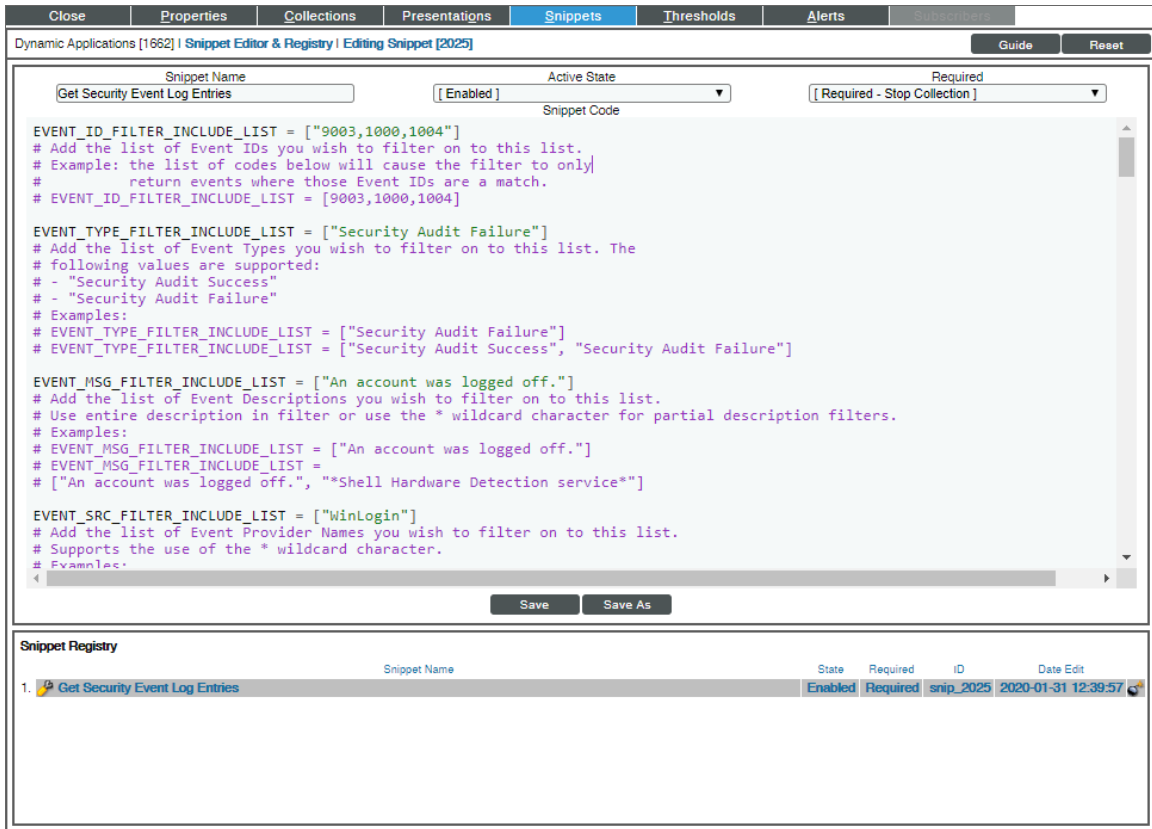 Close Properties Collections Presentations Snippets Thresholds Alerts Subscribers
Dynamic Applications [1662] | Snippet Editor & Registry | Editing Snippet [2025] Guide Reset
Snippet Name Active State Required
Get Security Event Log Entries [ Enabled ] [ Required - Stop Collection ]
Snippet Code
EVENT_ID_FILTER_INCLUDE_LIST = ["9003,1000,1004"]
# Add the list of Event IDs you wish to filter on to this list.
# Example: the list of codes below will cause the filter to only
# return events where those Event IDs are a match.
# EVENT_ID_FILTER_INCLUDE_LIST = [9003,1000,1004]
EVENT_TYPE_FILTER_INCLUDE_LIST = ["Security Audit Failure"]
# Add the list of Event Types you wish to filter on to this list. The
# following values are supported:
# - "Security Audit Success"
# - "Security Audit Failure"
# Examples:
# EVENT_TYPE_FILTER_INCLUDE_LIST = ["Security Audit Failure"]
# EVENT_TYPE_FILTER_INCLUDE_LIST = ["Security Audit Success", "Security Audit Failure"]
EVENT_MSG_FILTER_INCLUDE_LIST = ["An account was logged off."]
# Add the list of Event Descriptions you wish to filter on to this list.
# Use entire description in filter or use the * wildcard character for partial description filters.
# Examples:
# EVENT_MSG_FILTER_INCLUDE_LIST = ["An account was logged off."]
# EVENT_MSG_FILTER_INCLUDE_LIST =
# ["An account was logged off.", "*Shell Hardware Detection service*"]
EVENT_SRC_FILTER_INCLUDE_LIST = ["WinLogin"]
# Add the list of Event Provider Names you wish to filter on to this list.
# Supports the use of the * wildcard character.
# Examples:
Save Save As
Snippet Registry
Snippet Name State Required ID Date Edit
1. Get Security Event Log Entries Enabled Required snip_2025 2020-01-31 12:39:57